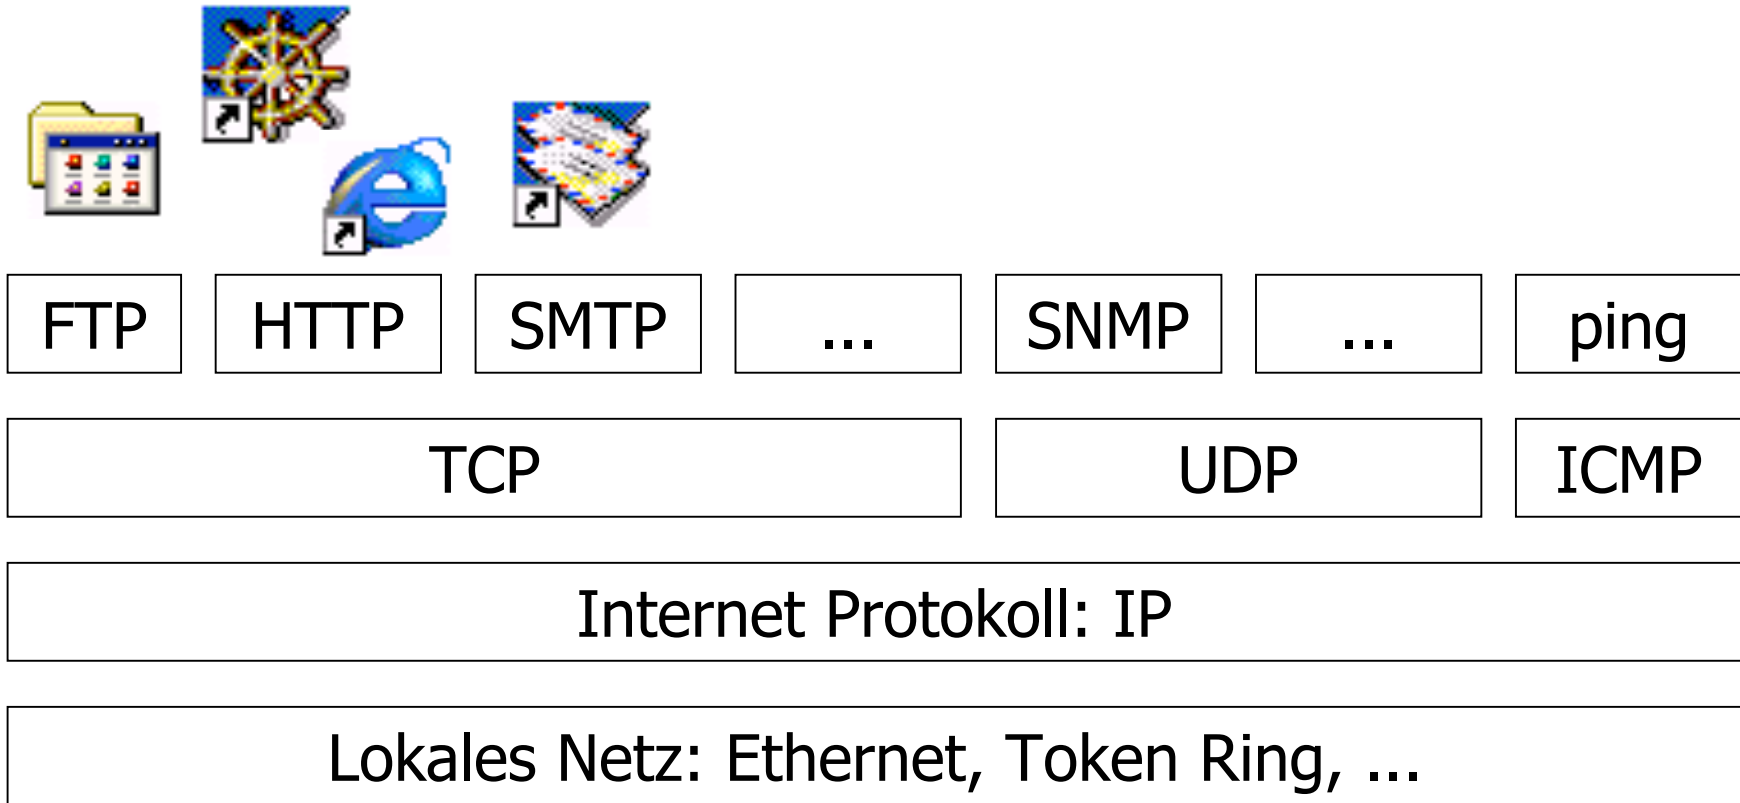 FTP HTTP SMTP ... SNMP ... ping
TCP UDP ICMP
Internet Protokoll: IP
Lokales Netz: Ethernet, Token Ring, ...